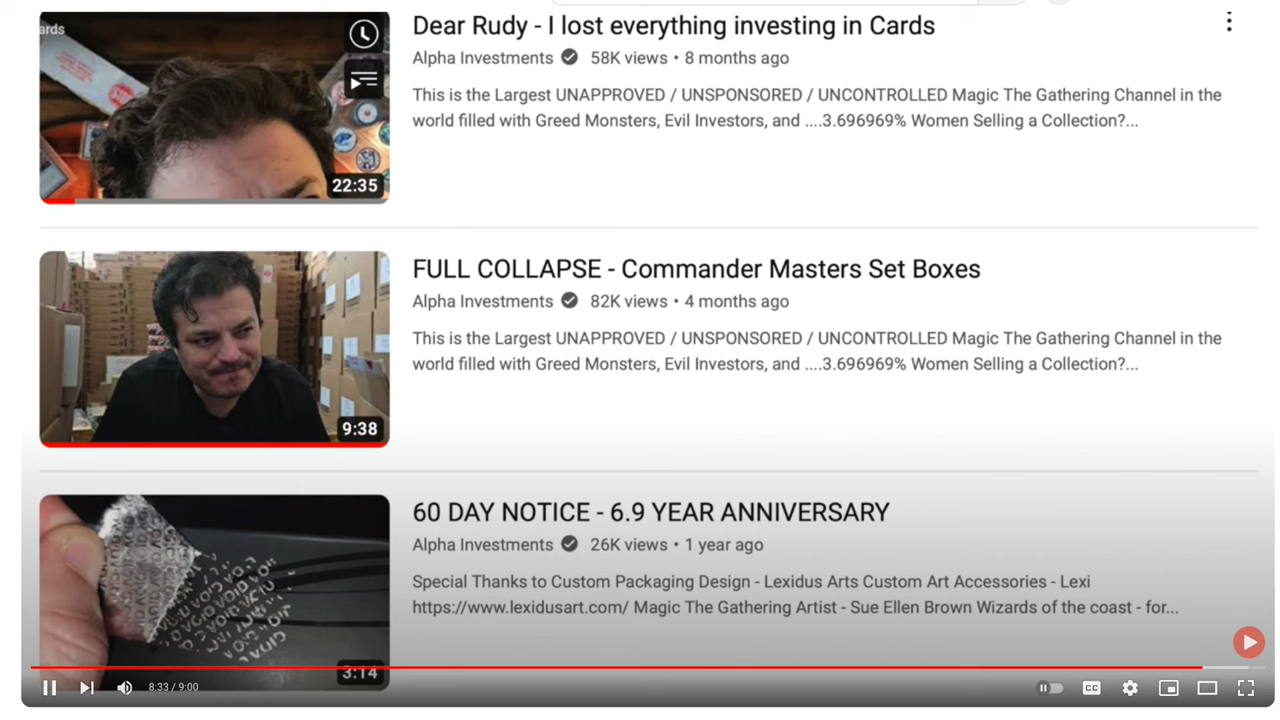 ards
Dear Rudy - I lost everything investing in Cards
Alpha Investments 58K views • 8 months ago
This is the Largest UNAPPROVED / UNSPONSORED / UNCONTROLLED Magic The Gathering Channel in the
world filled with Greed Monsters, Evil Investors, and ....3.696969% Women Selling a Collection?...
22:35
FULL COLLAPSE - Commander Masters Set Boxes
Alpha Investments 82K views • 4 months ago
This is the Largest UNAPPROVED / UNSPONSORED / UNCONTROLLED Magic The Gathering Channel in the
world filled with Greed Monsters, Evil Investors, and ....3.696969% Women Selling a Collection?...
9:38
60 DAY NOTICE - 6.9 YEAR ANNIVERSARY
Alpha Investments 26K views • 1 year ago
Special Thanks to Custom Packaging Design - Lexidus Arts Custom Art Accessories - Lexi
https://www.lexidusart.com/ Magic The Gathering Artist - Sue Ellen Brown Wizards of the coast - for...
VOID
3:14
8:33 / 9:00
CC